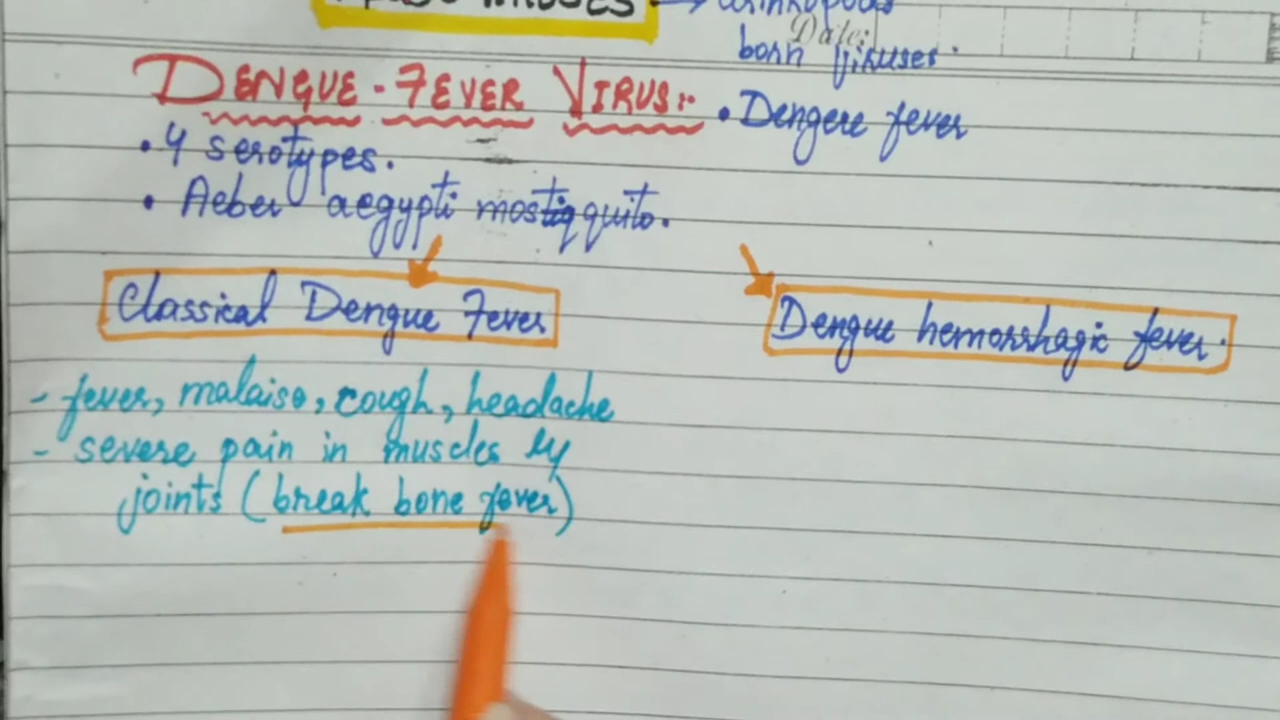 → 
born viruses.
Date:
DENGUE-FEVER VIRUS:-
• Dengere fever
• 4 serotypes.
• Aeber aegypti mostiqquito.
Classical Dengue Fever
Dengue hemorrhagic fever.
- fever, malaise, cough, headache
- severe pain in muscles &
joints (break bone fever)